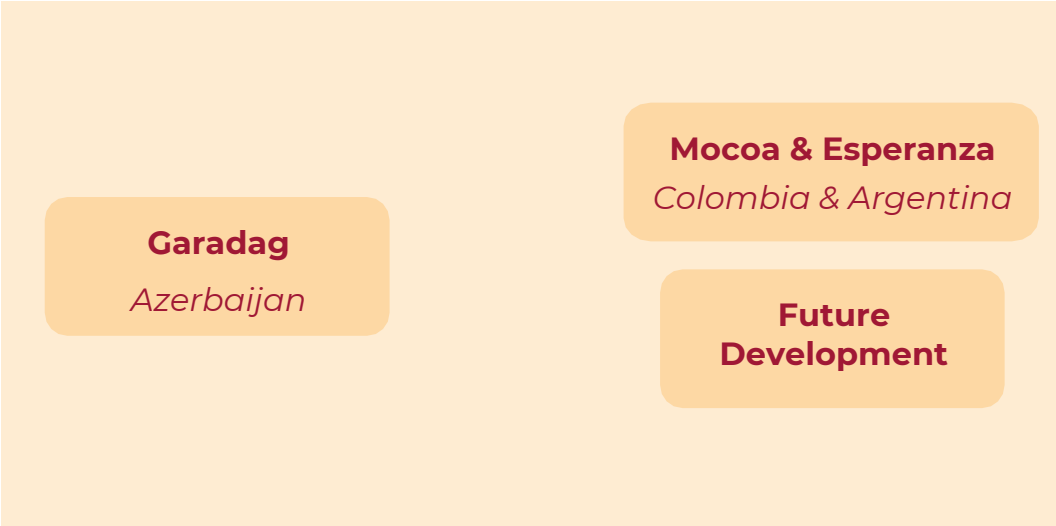 Garadag
Azerbaijan
Mocoa & Esperanza
Colombia & Argentina
Future
Development